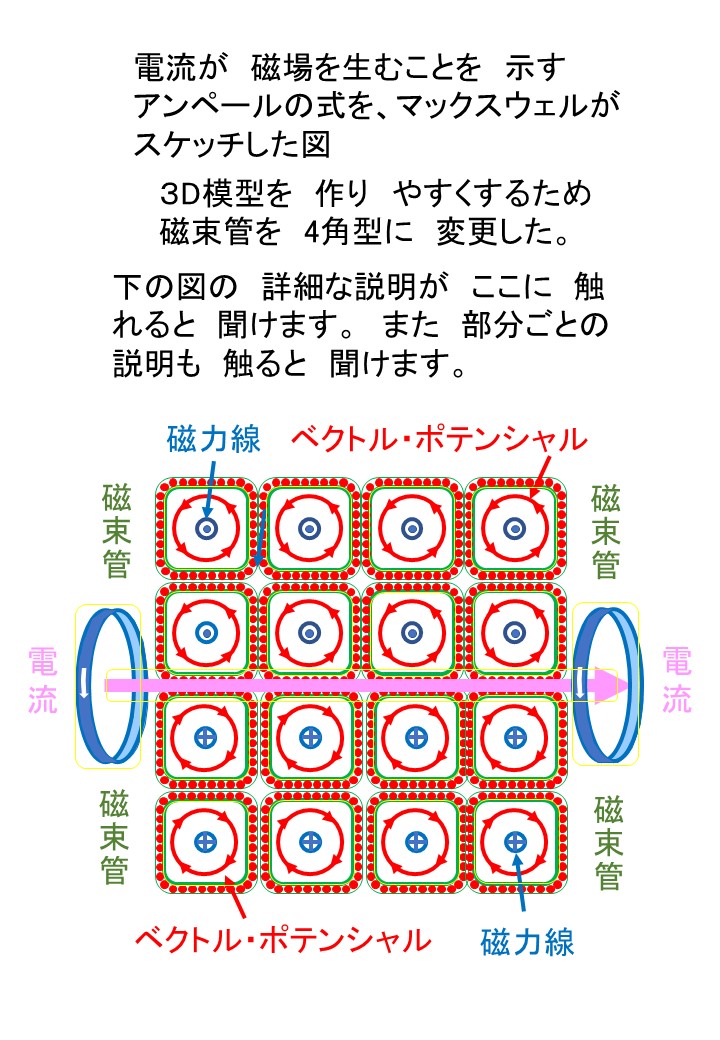 電流が　磁場を生むことを　示す
アンペールの式を、マックスウェルが
スケッチした図
３D模型を　作り　やすくするため
磁束管を　4角型に　変更した。
下の図の　詳細な説明が　ここに　触
れると　聞けます。　また　部分ごとの
説明も　触ると　聞けます。
磁力線
ベクトル・ポテンシャル
磁束管
磁束管
電流
電流
磁束管
磁束管
ベクトル・ポテンシャル
磁力線